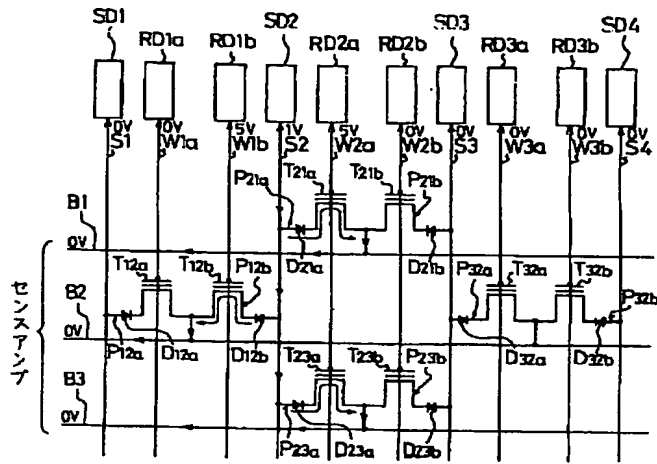 SD1 SD2 SD3 SD4
RD1a RD1b RD2a RD2b RD3a RD3b
0V 0V 5V 1V 5V 0V 0V 0V 0V 0V
S1 W1a W1b S2 W2a W2b S3 W3a W3b S4
T21a T21b
P21a P21b
B1
0V
D21a D21b
T12a T12b P12b P32a T32a T32b P32b
B2
0V
P12a D12a D12b D32a D32b
T23a T23b P23b
B3
0V
P23a D23a D23b
センスアンプ